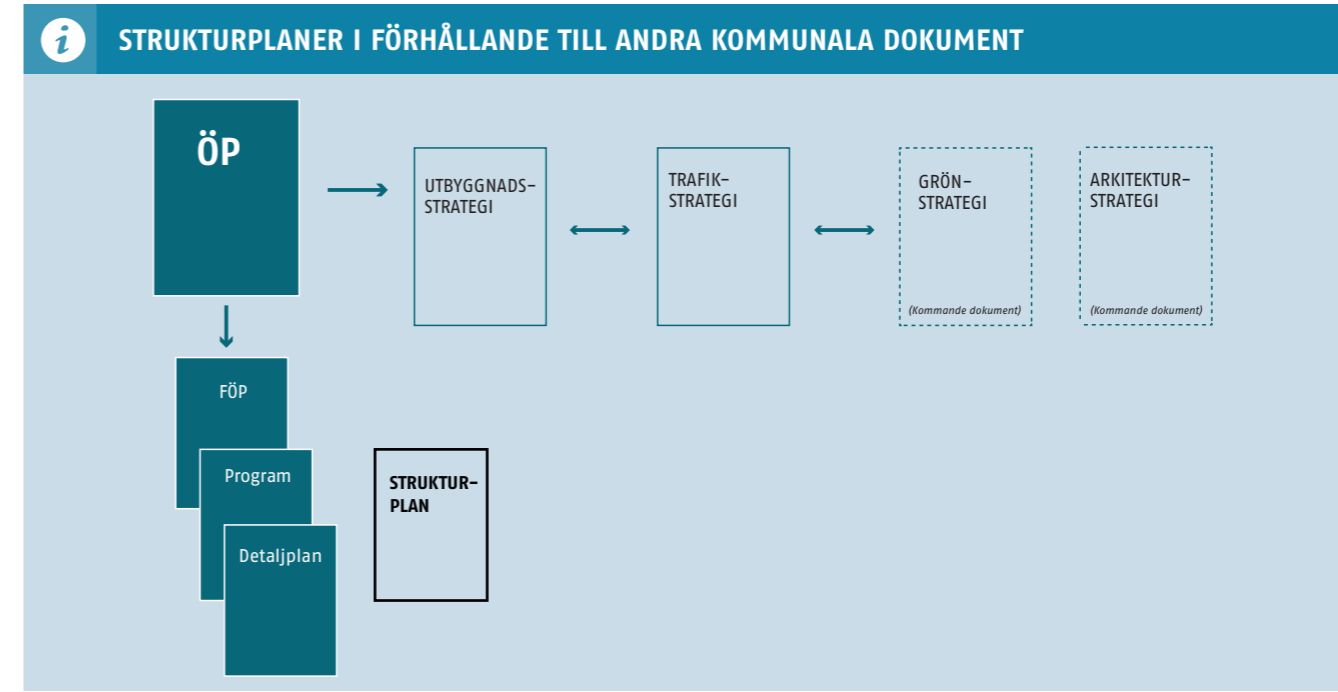 i
STRUKTURPLANER I FÖRHÅLLANDE TILL ANDRA KOMMUNALA DOKUMENT
ÖP
UTBYGGNADS-
STRATEGI
TRAFIK-
STRATEGI
GRÖN-
STRATEGI
(Kommande dokument)
ARKITEKTUR-
STRATEGI
(Kommande dokument)
FÖP
Program
Detaljplan
STRUKTUR-
PLAN